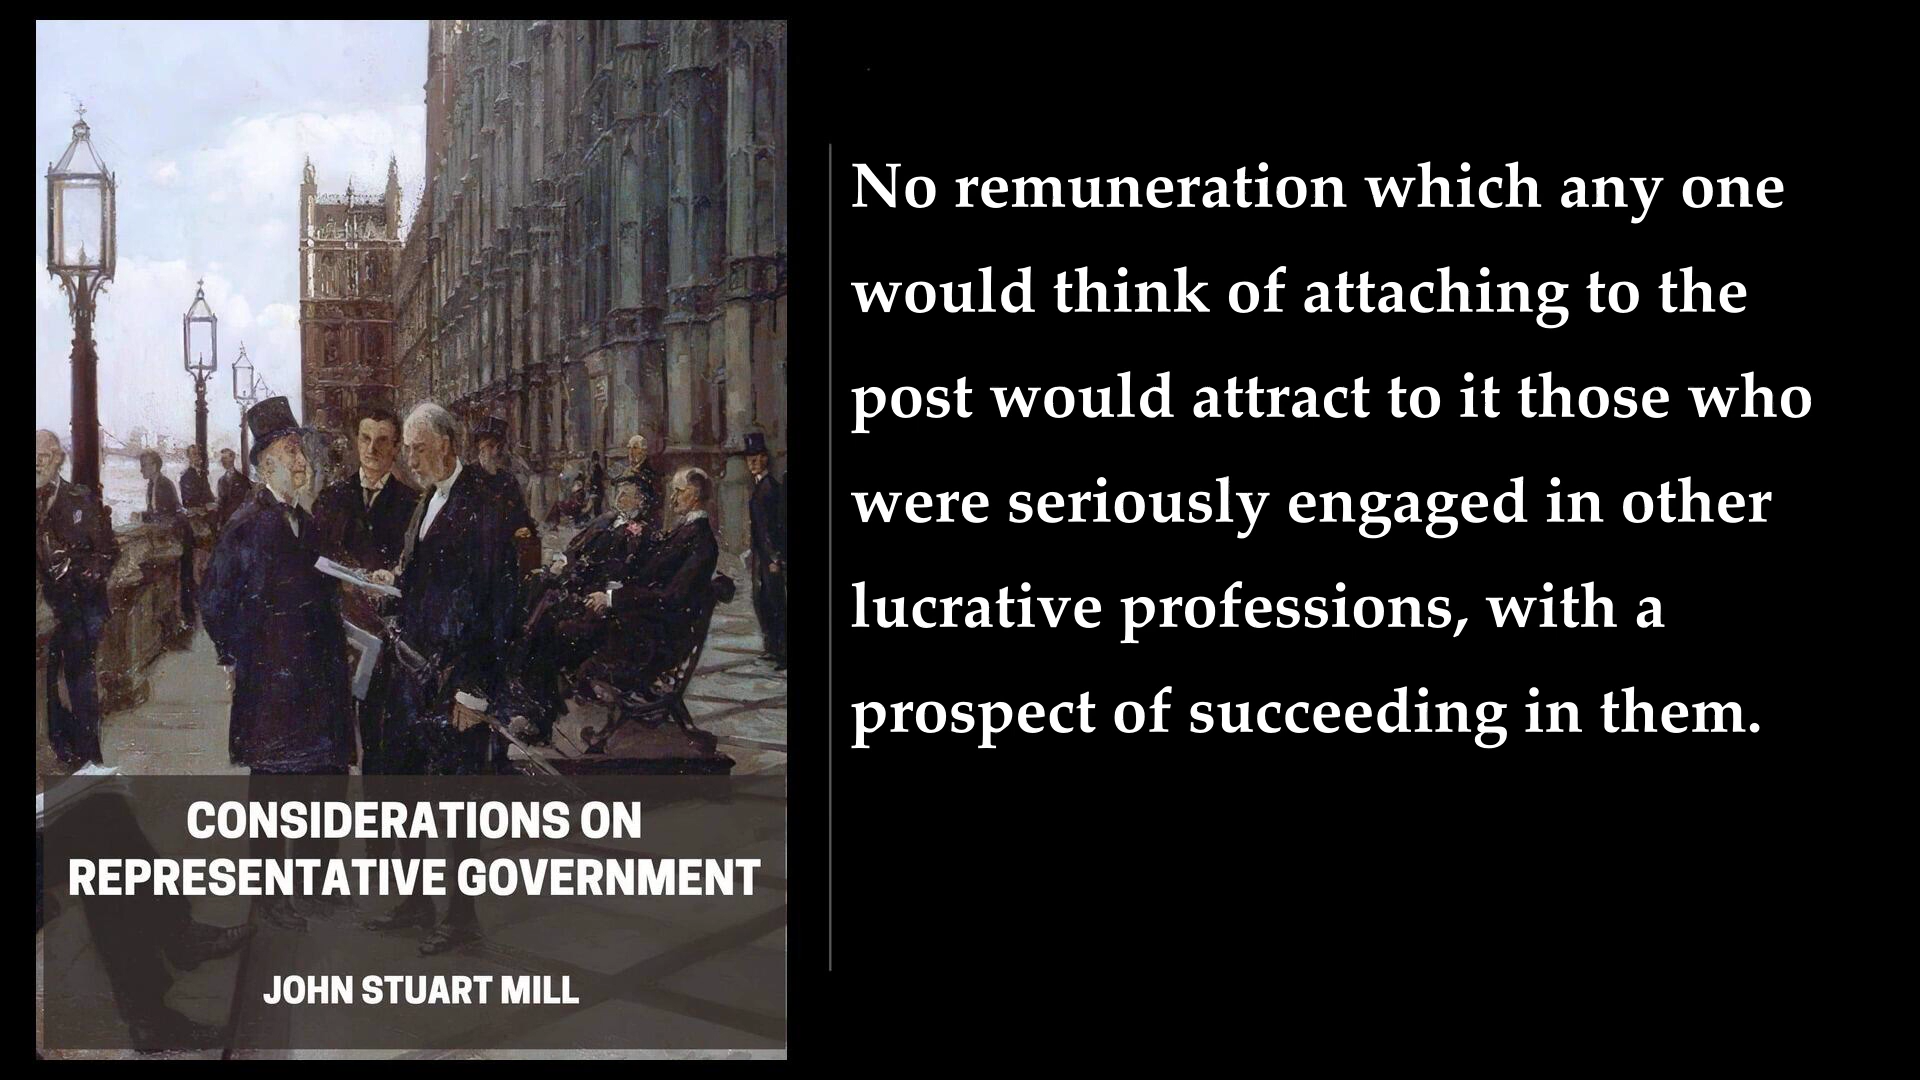 CONSIDERATIONS ON
REPRESENTATIVE GOVERNMENT
JOHN STUART MILL
No remuneration which any one
would think of attaching to the
post would attract to it those who
were seriously engaged in other
lucrative professions, with a
prospect of succeeding in them.